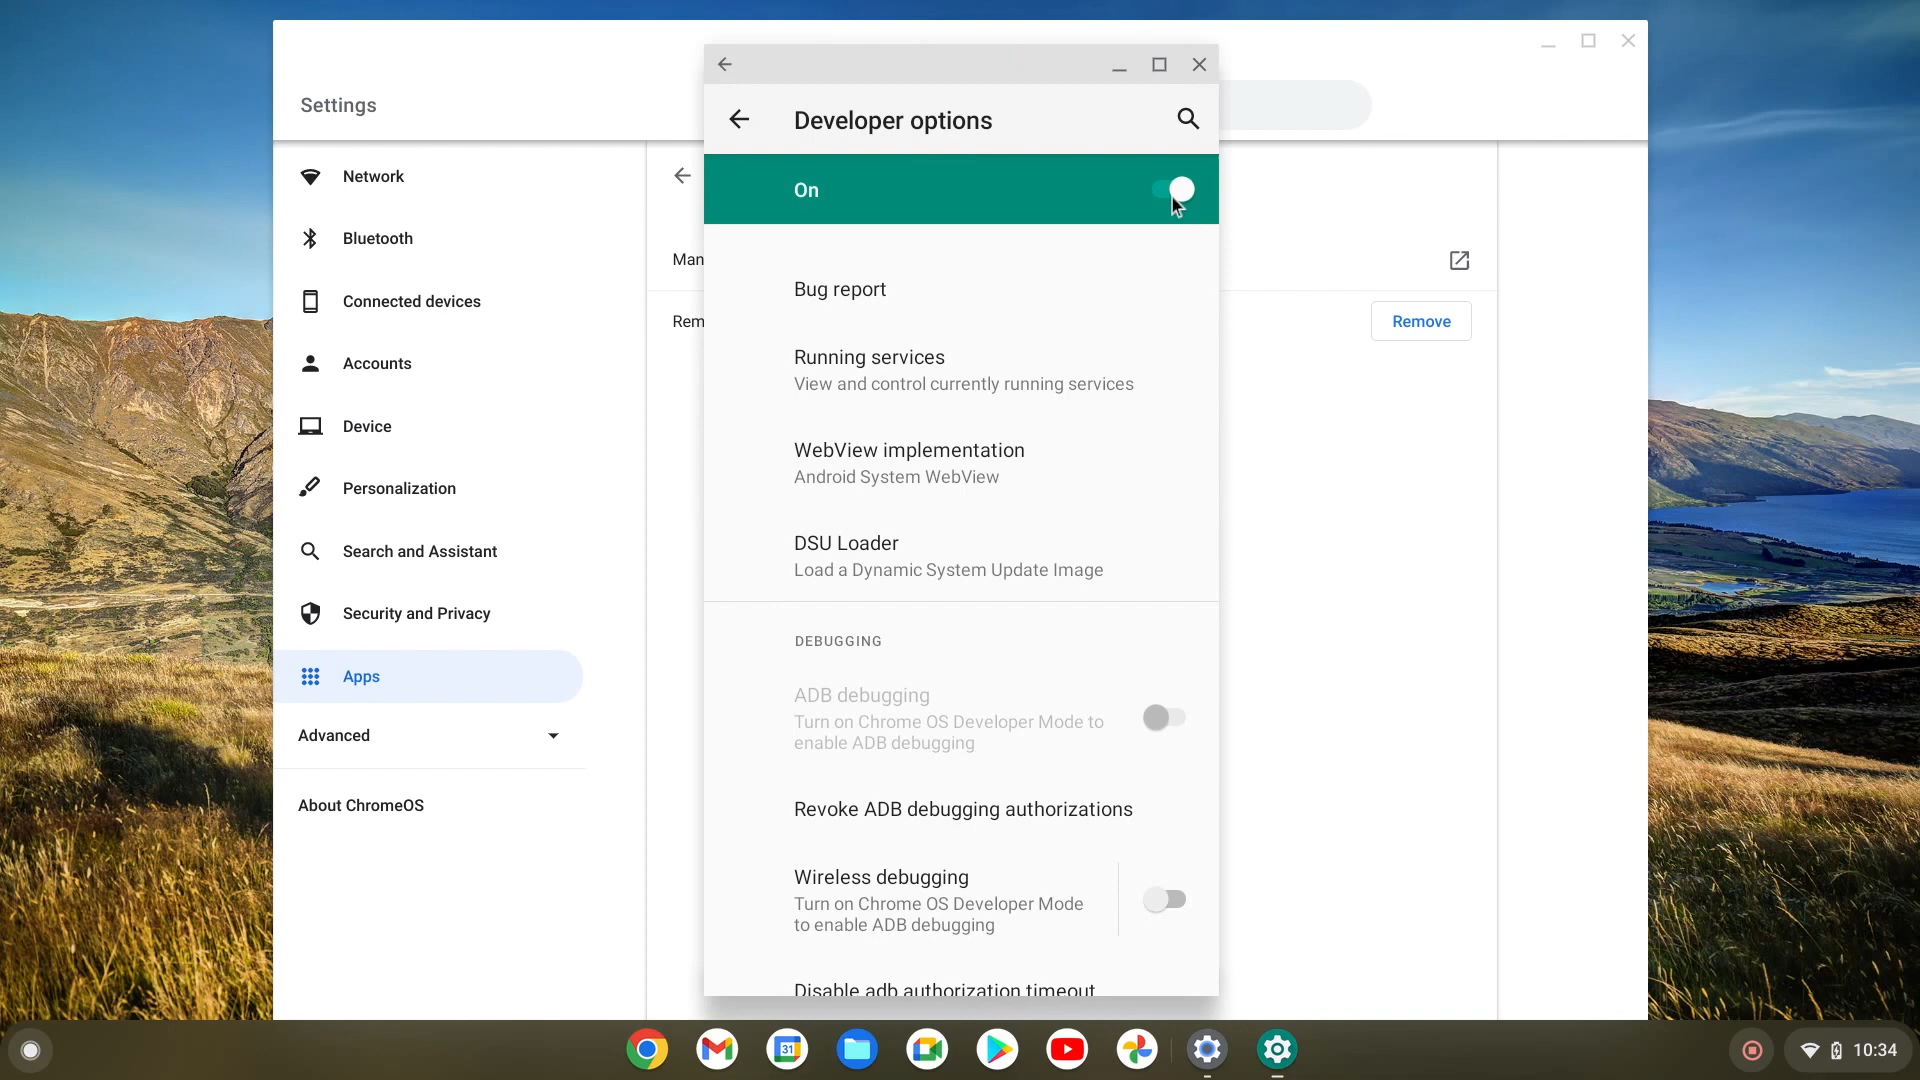 Settings
Network
Bluetooth
Connected devices
Accounts
Device
Personalization
Search and Assistant
Security and Privacy
Apps
Advanced
About ChromeOS
Man
Rem
Remove
Developer options
On
Bug report
Running services
View and control currently running services
WebView implementation
Android System WebView
DSU Loader
Load a Dynamic System Update Image
DEBUGGING
ADB debugging
Turn on Chrome OS Developer Mode to
enable ADB debugging
Revoke ADB debugging authorizations
Wireless debugging
Turn on Chrome OS Developer Mode
to enable ADB debugging
Disable adb authorization timeout
31
10:34